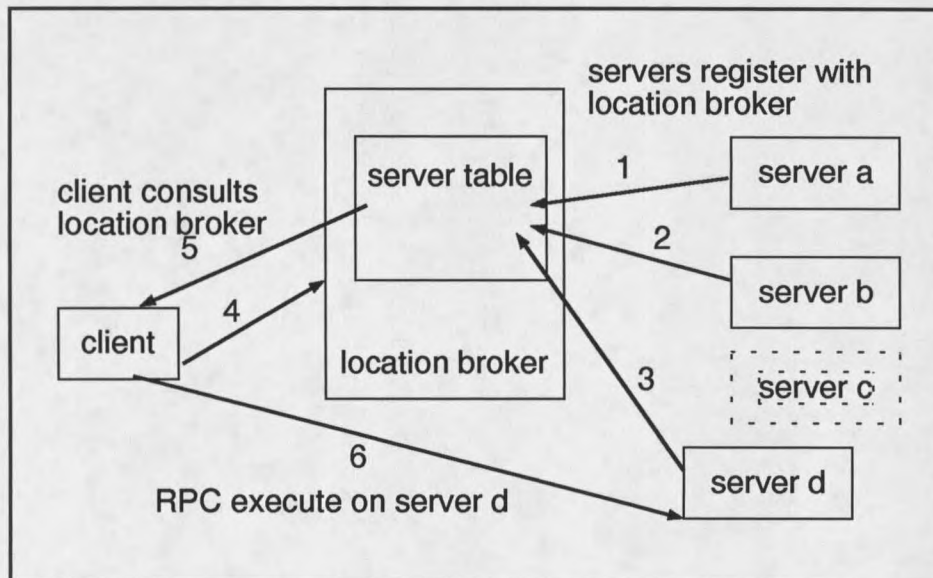 servers register with
location broker
server table
1
server a
client consults
location broker
5
2
server b
4
client
location broker
3
server c
6
server d
RPC execute on server d